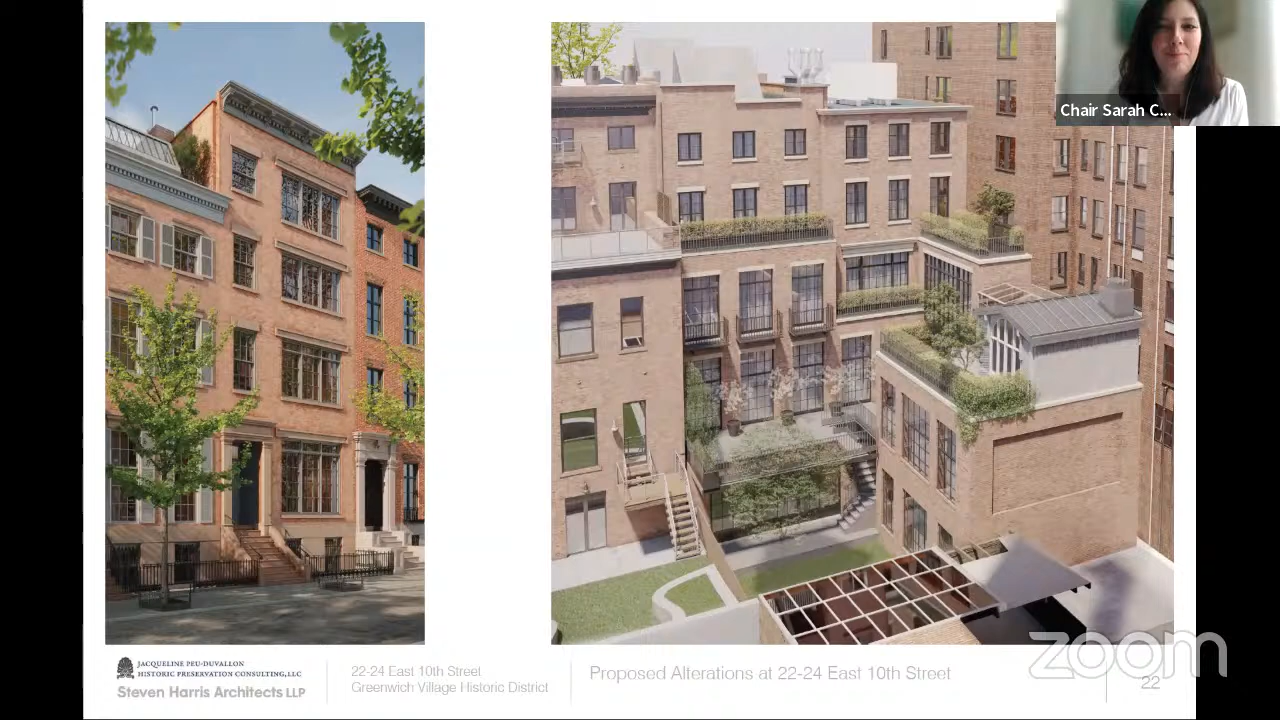 Chair Sarah C...
JACQUELINE PEU-DUVALLON
HISTORIC PRESERVATION CONSULTING, LLC
Steven Harris Architects LLP
22-24 East 10th Street
Greenwich Village Historic District
Proposed Alterations at 22-24 East 10th Street
zoom
22